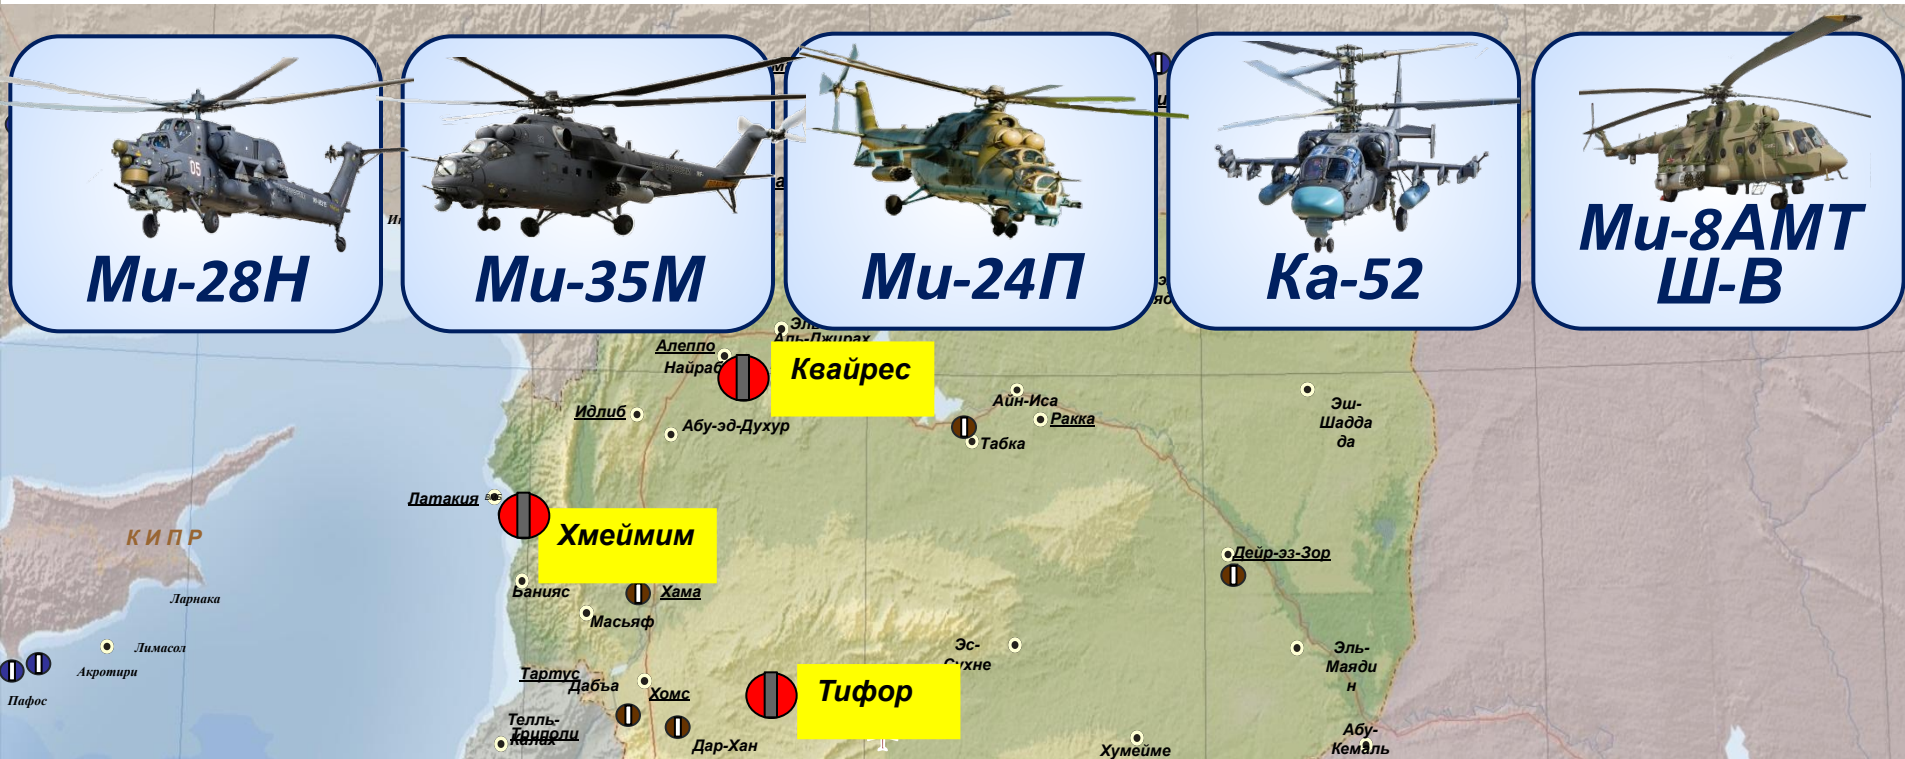 Ми-28Н
Ми-35М
Ми-24П
Ка-52
Ми-8АМТ
Ш-В
Аль-Джирах
Алеппо
Найраб
Квайрес
Идлиб
Абу-эд-Духур
Айн-Иса
Ракка
Табка
Эш-
Шадда
да
Латакия
Хмеймим
КИПР
Дейр-эз-Зор
Банияс
Хама
Ларнака
Масьяф
Лимасол
Акротири
Пафос
Эс-
Сухне
Эль-
Маяди
н
Тартус
Дабъа
Хомс
Тифор
Телль-
Калах
Триполи
Дар-Хан
Хумейме
Абу-
Кемаль